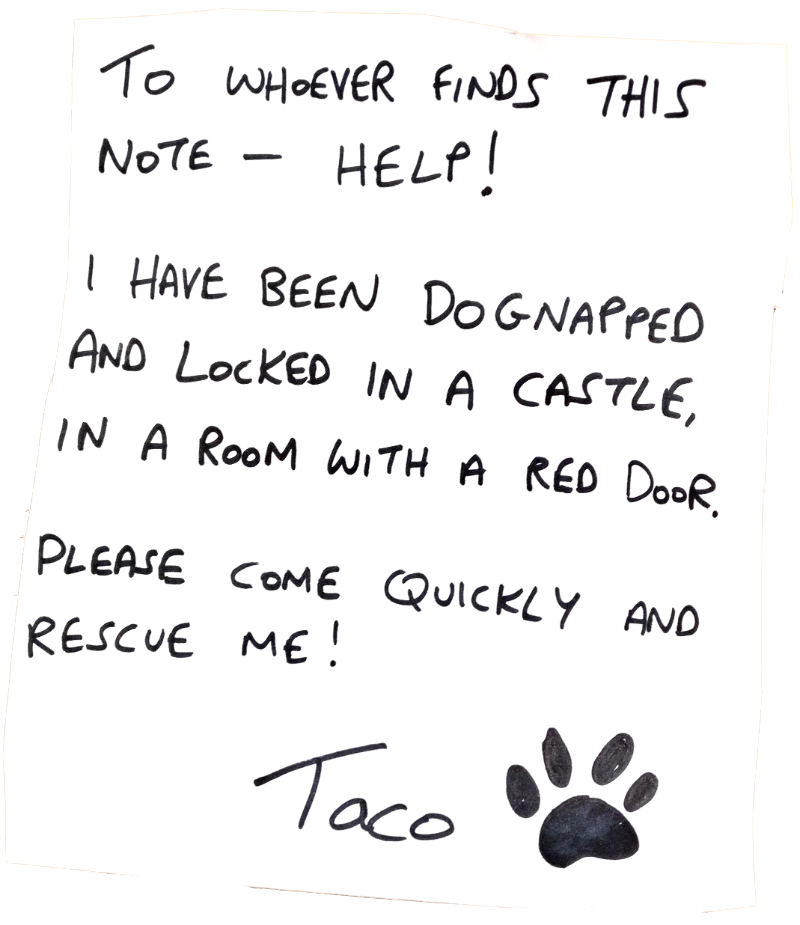 To WHOEVER FINDS THIS
NOTE – HELP!
I HAVE BEEN DOGNAPPED
AND LOCKED IN A CASTLE,
IN A ROOM WITH A RED DOOR.
PLEASE COME QUICKLY AND
RESCUE ME!
Taco